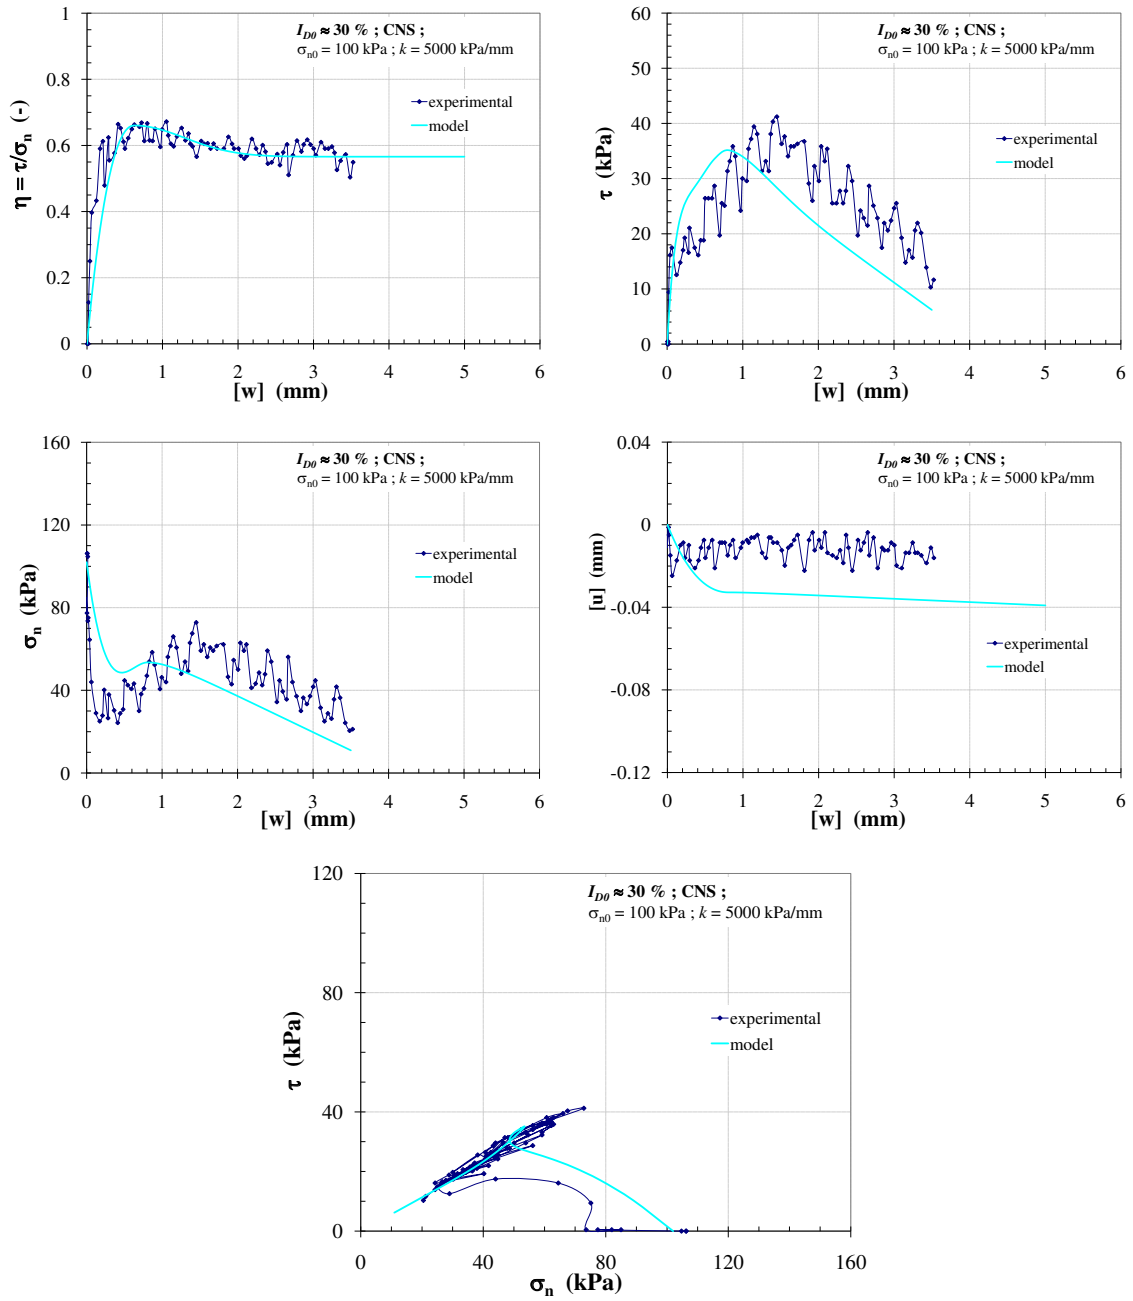 I_D0 ≈ 30 % ; CNS ;
σ_n0 = 100 kPa ; k = 5000 kPa/mm
η = τ/σ_n (-)
1
0.8
0.6
0.4
0.2
0
experimental
model
0 1 2 3 4 5 6
[w] (mm)
I_D0 ≈ 30 % ; CNS ;
σ_n0 = 100 kPa ; k = 5000 kPa/mm
τ (kPa)
60
50
40
30
20
10
0
experimental
model
0 1 2 3 4 5 6
[w] (mm)
I_D0 ≈ 30 % ; CNS ;
σ_n0 = 100 kPa ; k = 5000 kPa/mm
σ_n (kPa)
160
120
80
40
0
experimental
model
0 1 2 3 4 5 6
[w] (mm)
I_D0 ≈ 30 % ; CNS ;
σ_n0 = 100 kPa ; k = 5000 kPa/mm
[u] (mm)
0.04
0
-0.04
-0.08
-0.12
experimental
model
0 1 2 3 4 5 6
[w] (mm)
I_D0 ≈ 30 % ; CNS ;
σ_n0 = 100 kPa ; k = 5000 kPa/mm
τ (kPa)
120
80
40
0
experimental
model
0 40 80 120 160
σ_n (kPa)